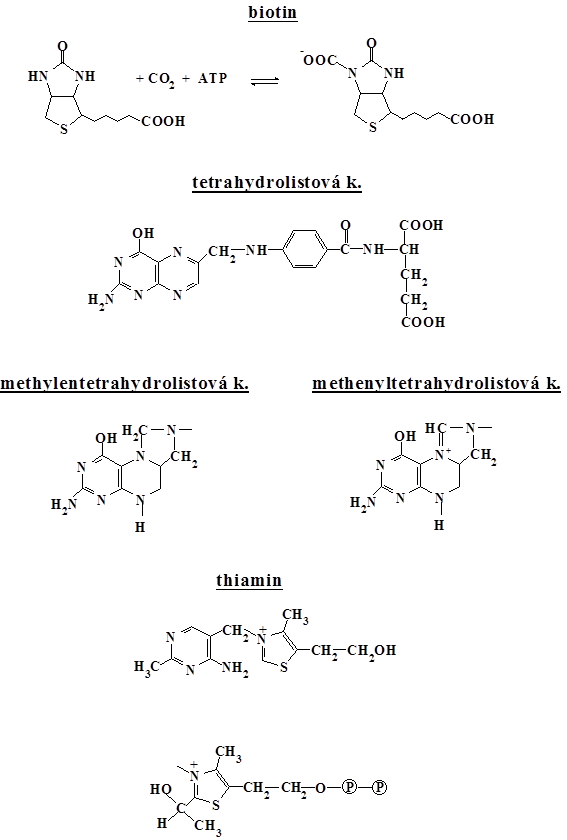 biotin
O
HN NH + CO2 + ATP
S COOH
-OOC O
N NH
S COOH
tetrahydrolistová k.
OH O COOH
N N CH2 NH C NH CH
H2N N N CH2
CH2
COOH
methylentetrahydrolistová k. methenyltetrahydrolistová k.
OH H2C N
N N CH2
H2N N N
H
OH HC N
N N+ CH2
H2N N N
H
thiamin
CH3
N CH2 N+ CH2 CH2OH
H3C N NH2 S
+ CH3
N
HO S CH2 CH2 O P P
C
H CH3